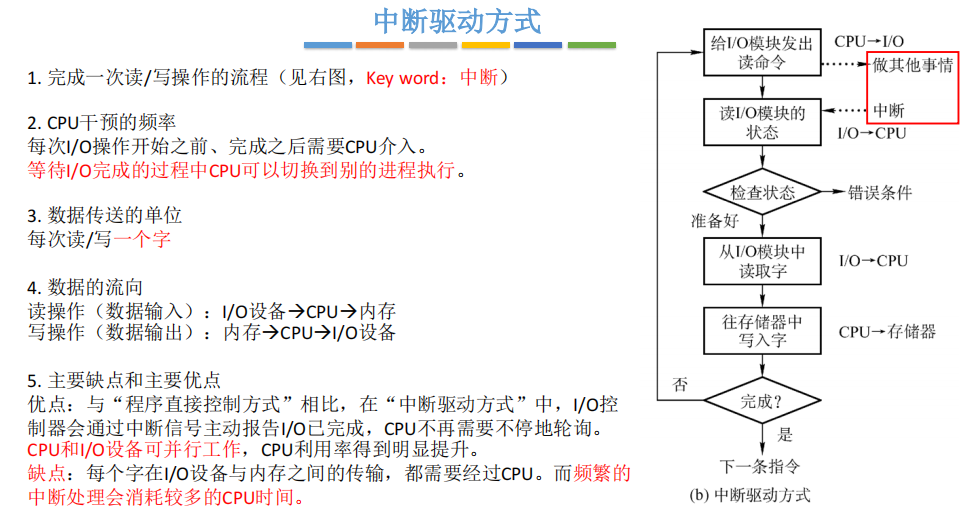 中断驱动方式
1. 完成一次读/写操作的流程（见右图，Key word：中断）
2. CPU干预的频率
每次I/O操作开始之前、完成之后需要CPU介入。
等待I/O完成的过程中CPU可以切换到别的进程执行。
3. 数据传送的单位
每次读/写一个字
4. 数据的流向
读操作（数据输入）：I/O设备→CPU→内存
写操作（数据输出）：内存→CPU→I/O设备
5. 主要缺点和主要优点
优点：与“程序直接控制方式”相比，在“中断驱动方式”中，I/O控
制器会通过中断信号主动报告I/O已完成，CPU不再需要不停地轮询。
CPU和I/O设备可并行工作，CPU利用率得到明显提升。
缺点：每个字在I/O设备与内存之间的传输，都需要经过CPU。而频繁的
中断处理会消耗较多的CPU时间。
给I/O模块发出
读命令
CPU→I/O
做其他事情
读I/O模块的
状态
中断
I/O→CPU
检查状态
错误条件
准备好
从I/O模块中
读取字
I/O→CPU
往存储器中
写入字
CPU→存储器
否
完成？
是
下一条指令
(b) 中断驱动方式